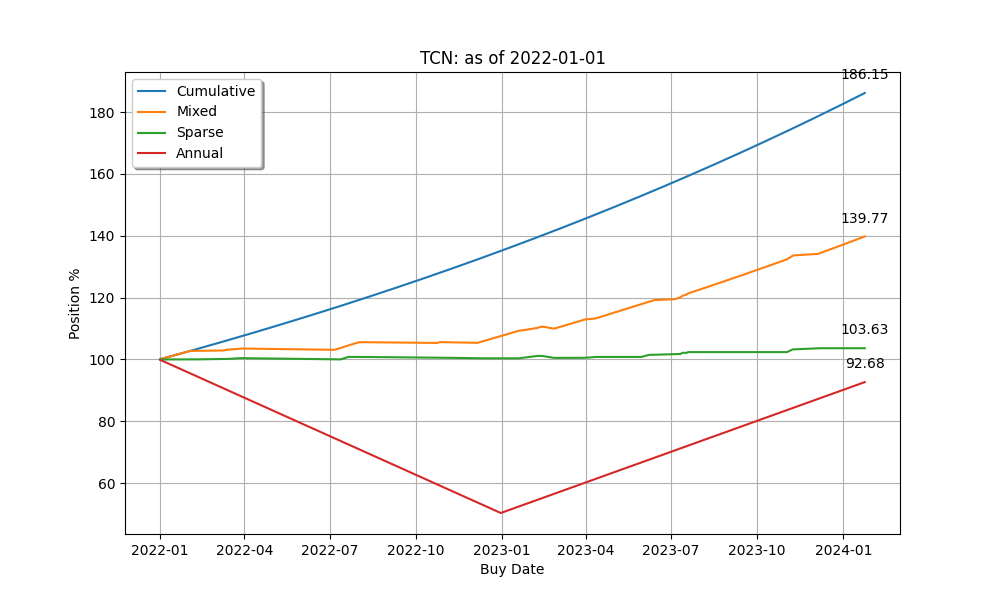 TCN: as of 2022-01-01
Cumulative
Mixed
Sparse
Annual
186.15
139.77
103.63
92.68
Position %
180
160
140
120
100
80
60
2022-01 2022-04 2022-07 2022-10 2023-01 2023-04 2023-07 2023-10 2024-01
Buy Date